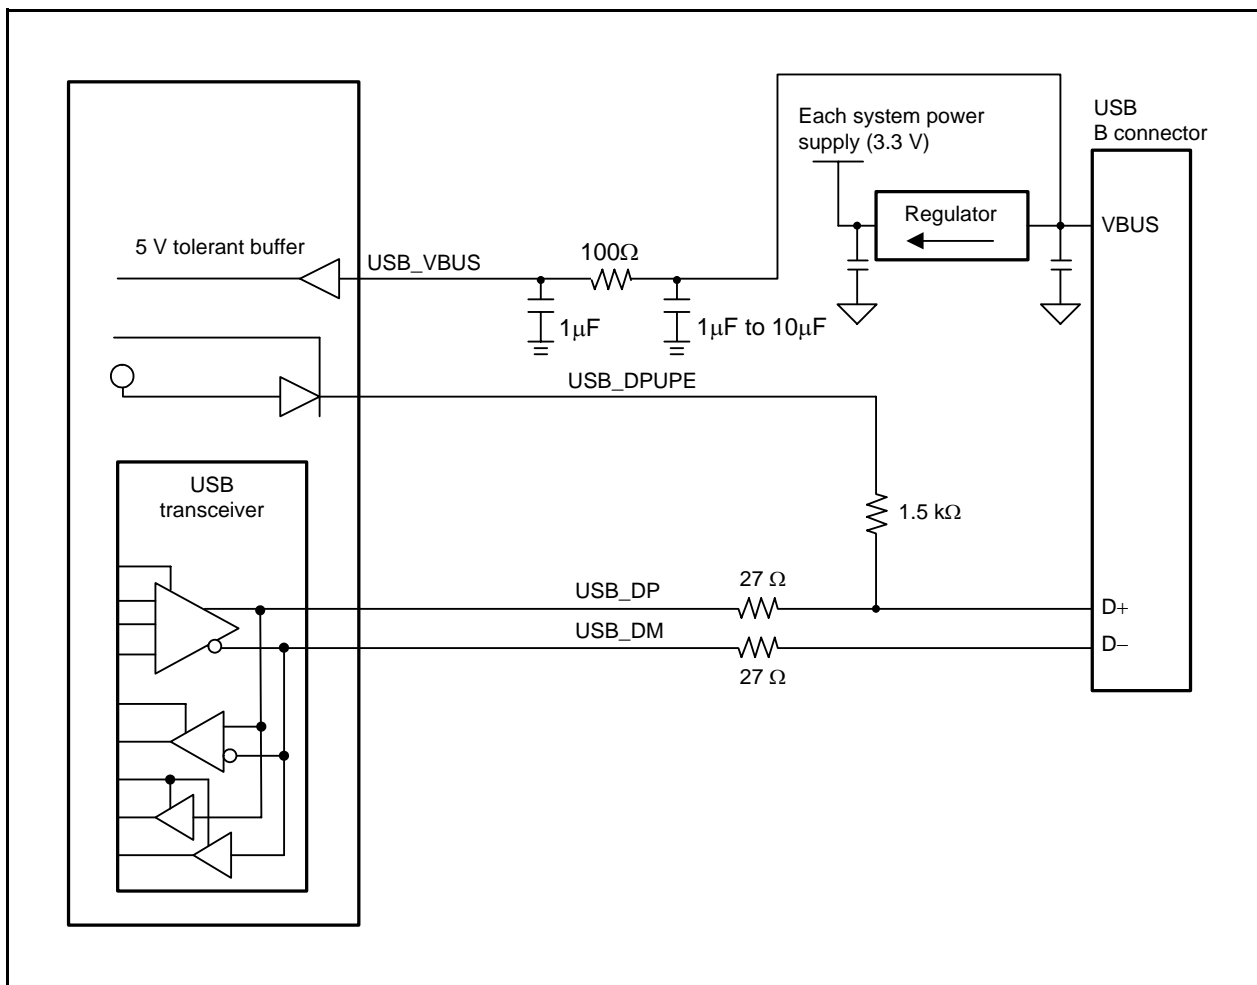 USB
B connector
Each system power
supply (3.3 V)
Regulator
VBUS
5 V tolerant buffer
USB_VBUS
100Ω
1μF
1μF to 10μF
USB_DPUPE
USB
transceiver
1.5 kΩ
27 Ω
USB_DP
D+
USB_DM
D−
27 Ω